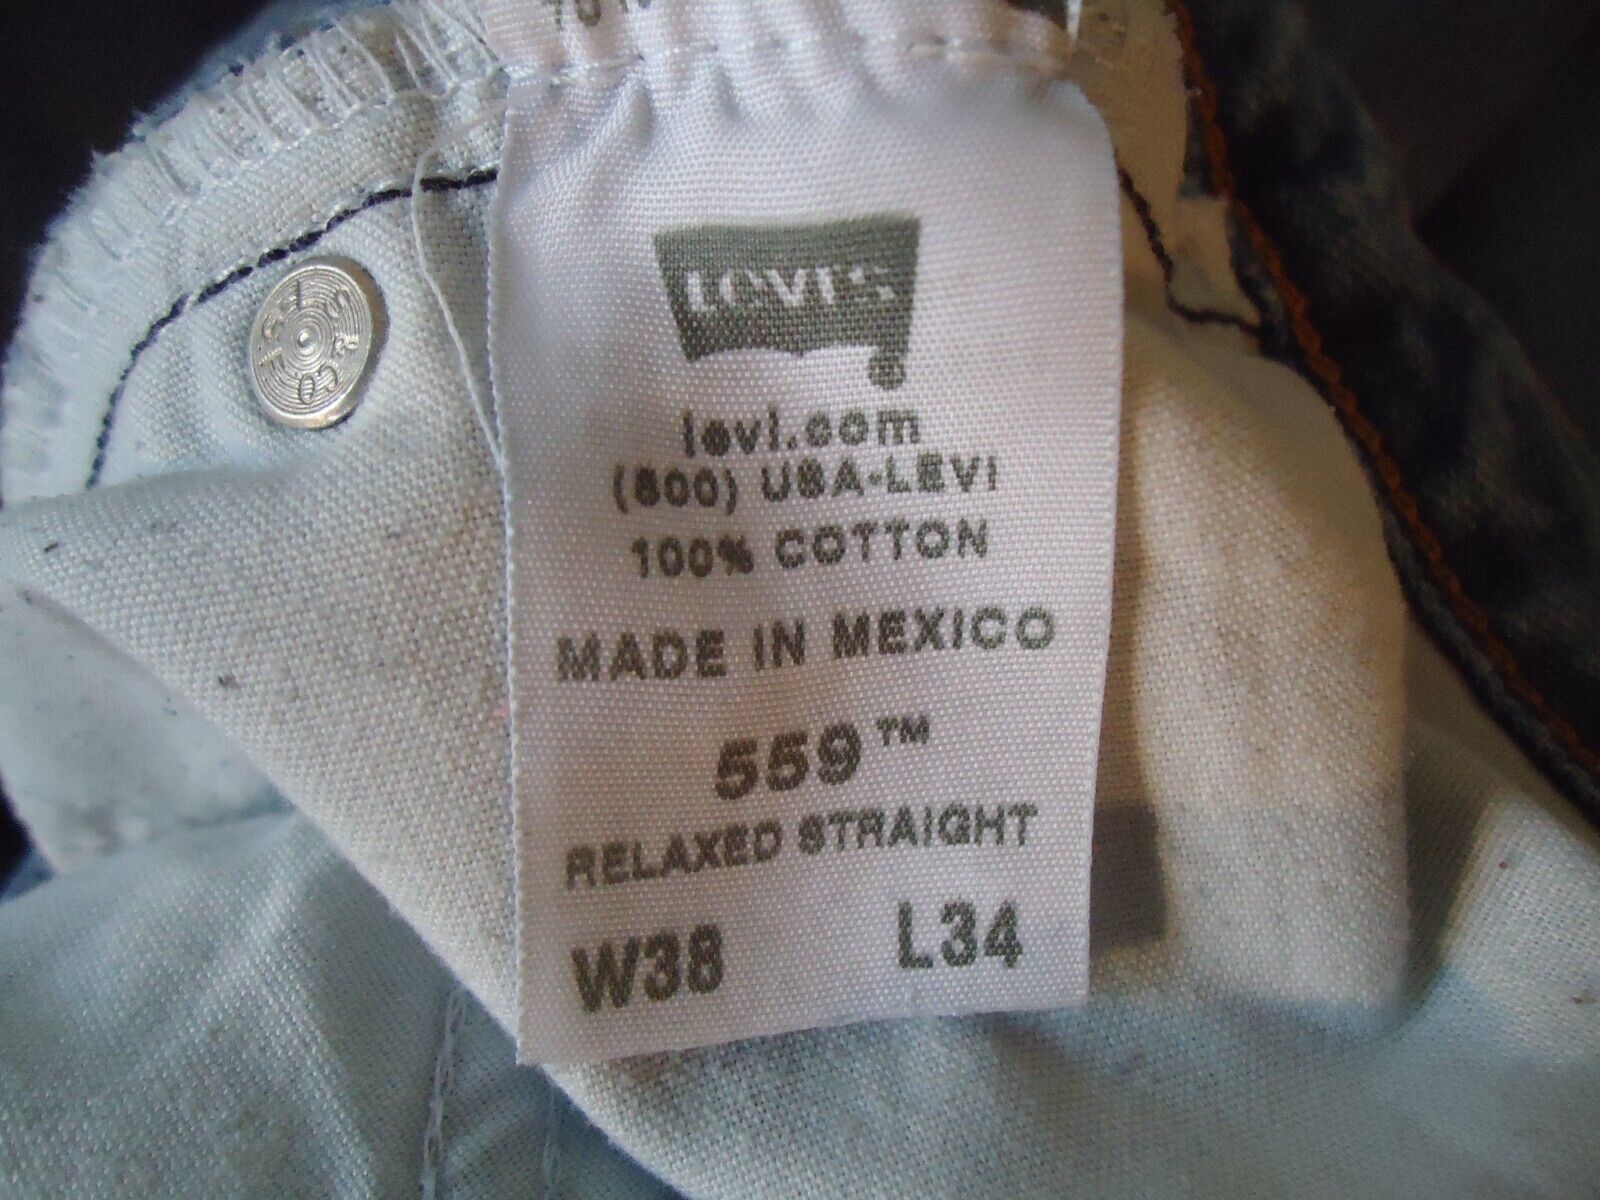 LEVI'S
®
levi.com
(800) USA-LEVI
100% COTTON
MADE IN MEXICO
559™
RELAXED STRAIGHT
W38 L34